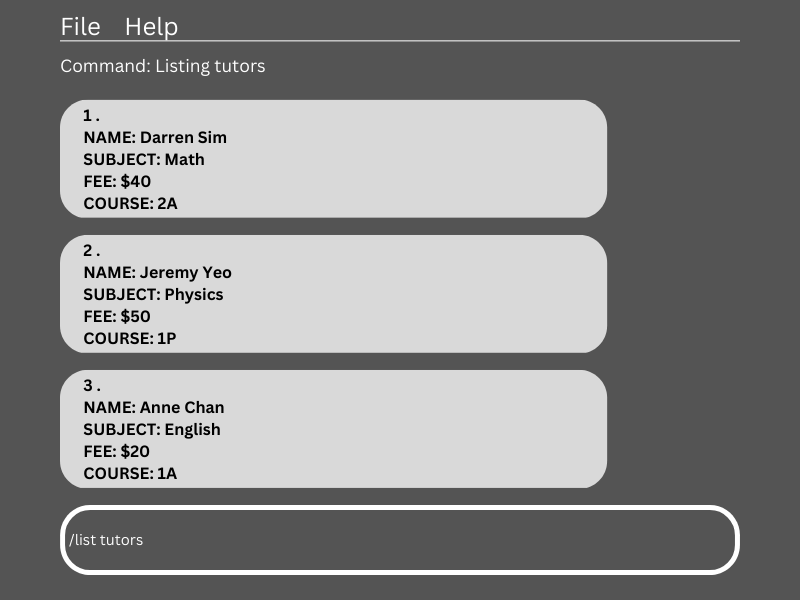 File Help
Command: Listing tutors
1 .
NAME: Darren Sim
SUBJECT: Math
FEE: $40
COURSE: 2A
2 .
NAME: Jeremy Yeo
SUBJECT: Physics
FEE: $50
COURSE: 1P
3 .
NAME: Anne Chan
SUBJECT: English
FEE: $20
COURSE: 1A
/list tutors